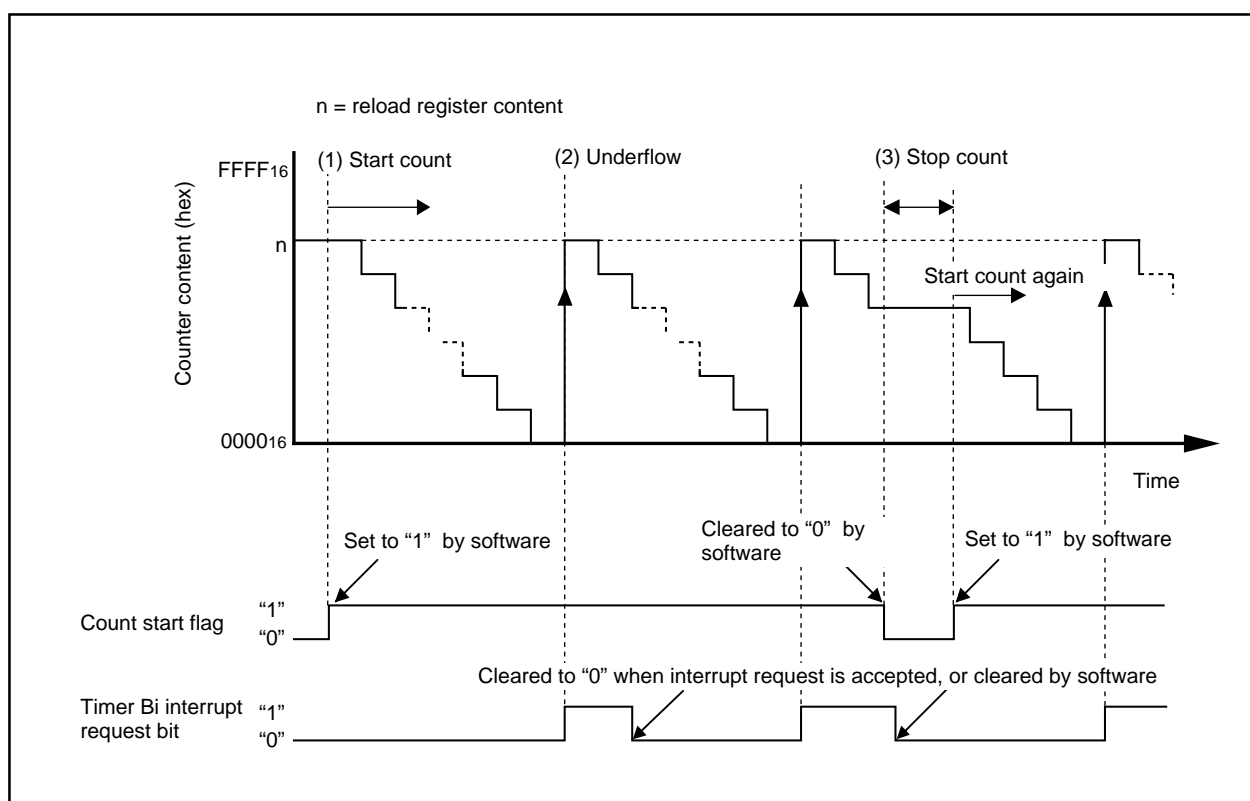 n = reload register content
FFFF16
(1) Start count
(2) Underflow
(3) Stop count
Counter content (hex)
n
Start count again
000016
Time
Set to “1” by software
Cleared to “0” by
software
Set to “1” by software
Count start flag
“1”
“0”
Cleared to “0” when interrupt request is accepted, or cleared by software
Timer Bi interrupt
request bit
“1”
“0”